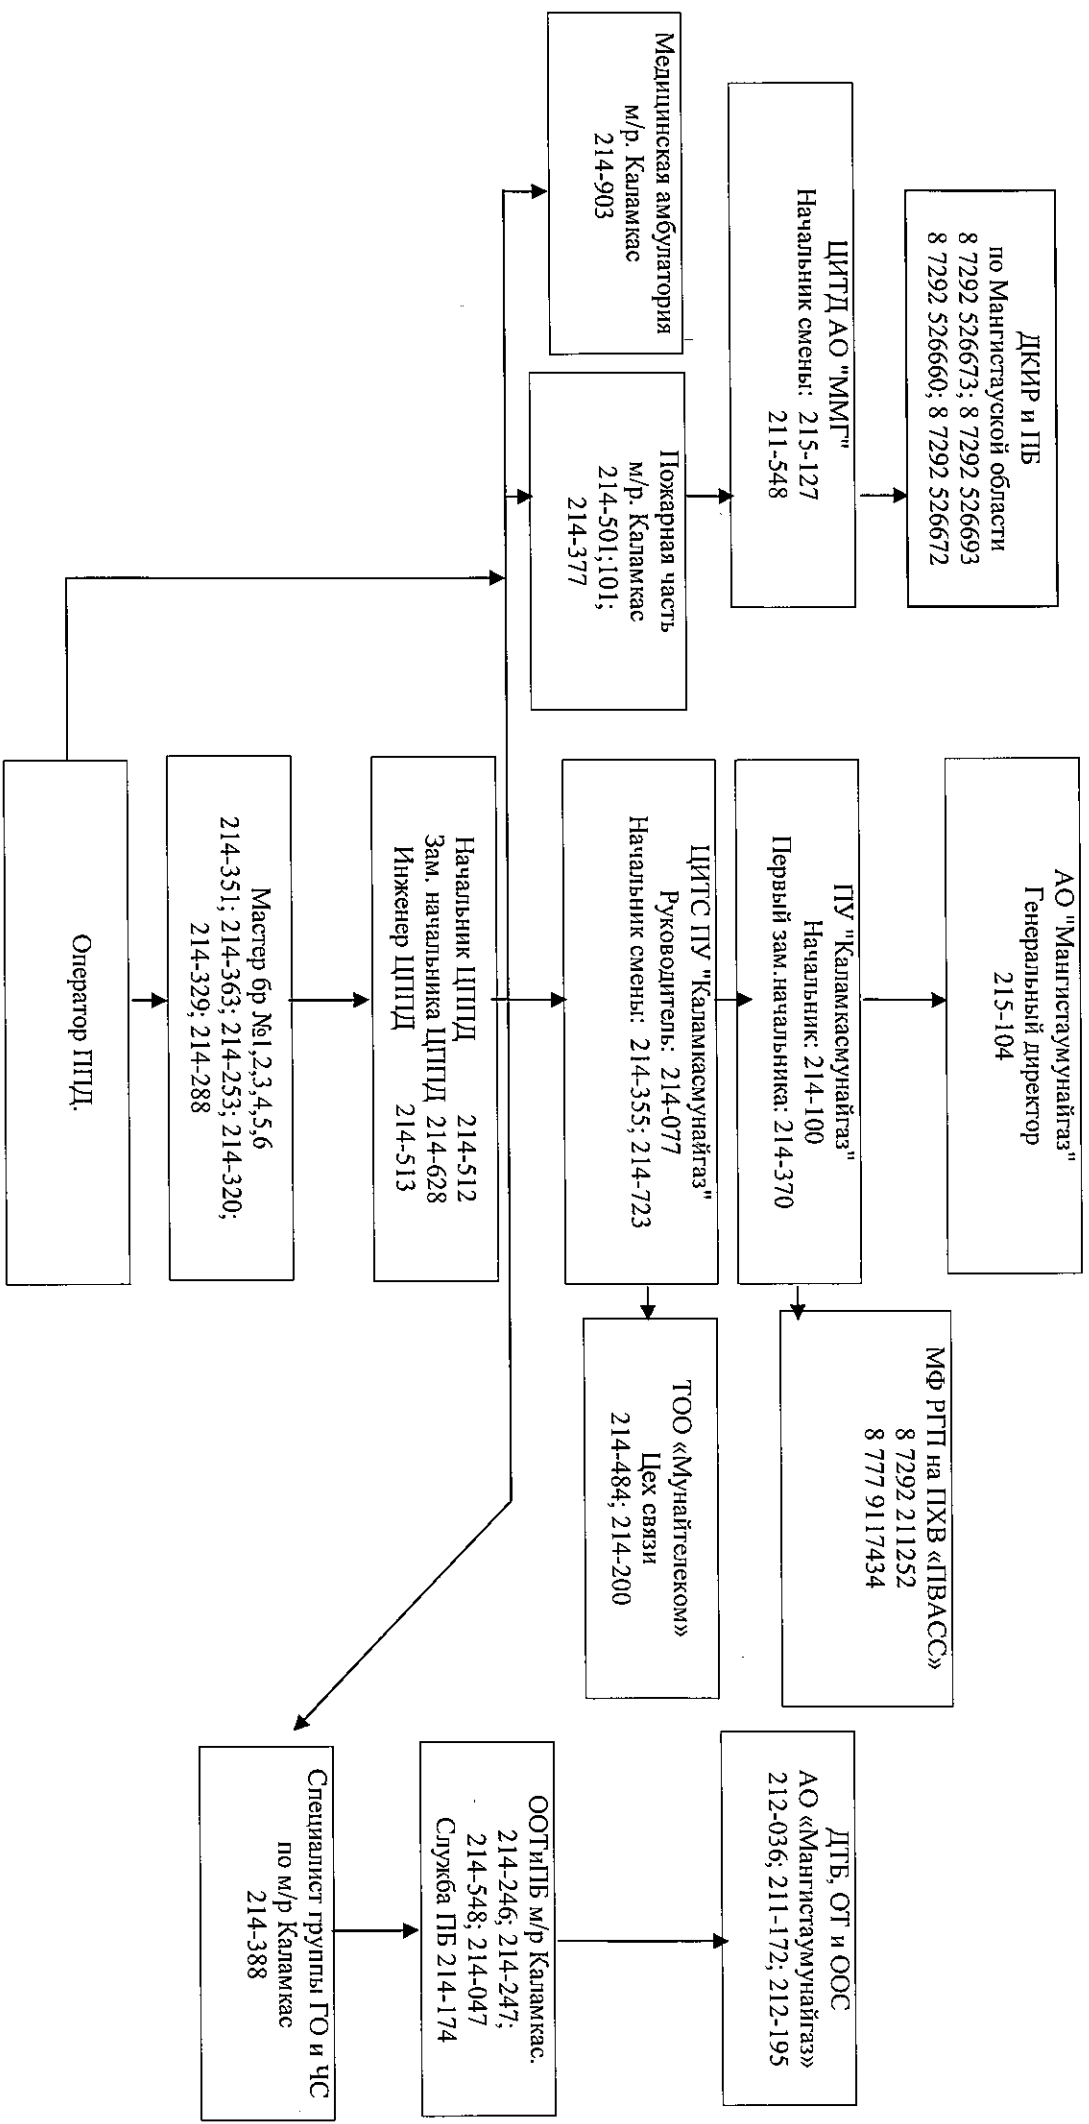 ДКИР и ПБ
по Мангистауской области
8 7292 526673; 8 7292 526693
8 7292 526660; 8 7292 526672
АО "Мангистаумунайгаз"
Генеральный директор
215-104
МФ РГП на ПХВ «ПВАСС»
8 7292 211252
8 777 9117434
ДТБ, ОТ и ООС
АО «Мангистаумунайгаз»
212-036; 211-172; 212-195
ЦИТД АО "ММГ"
Начальник смены: 215-127
211-548
ПУ "Каламкасмунайгаз"
Начальник: 214-100
Первый зам.начальника: 214-370
Медицинская амбулатория
м/р. Каламкас
214-903
Пожарная часть
м/р. Каламкас
214-501;101;
214-377
ЦИТС ПУ "Каламкасмунайгаз"
Руководитель: 214-077
Начальник смены: 214-355; 214-723
ТОО «Мунайтелеком»
Цех связи
214-484; 214-200
ООТиПБ м/р Каламкас.
214-246; 214-247;
214-548; 214-047
Служба ПБ 214-174
Начальник ЦППД 214-512
Зам. начальника ЦППД 214-628
Инженер ЦППД 214-513
Специалист группы ГО и ЧС
по м/р Каламкас
214-388
Мастер бр №1,2,3,4,5,6
214-351; 214-363; 214-253; 214-320;
214-329; 214-288
Оператор ППД.